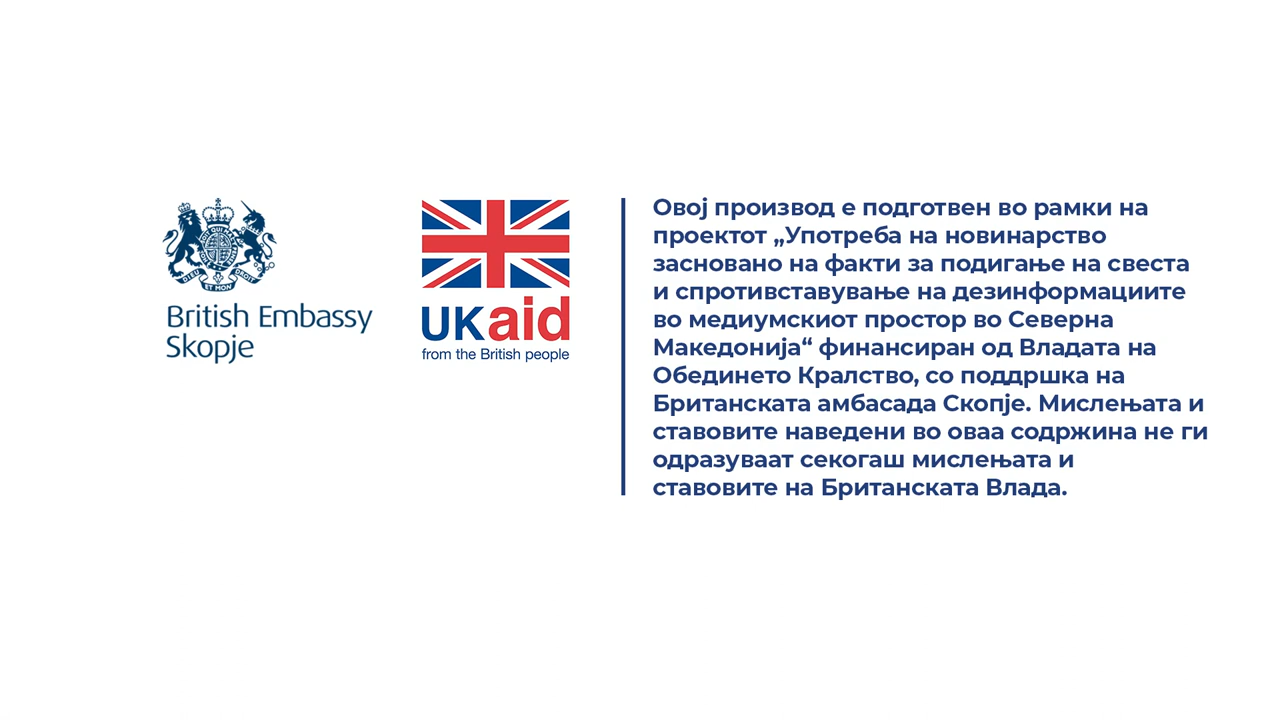 British Embassy
Skopje
UKaid
from the British people
Овој производ е подготвен во рамки на
проектот „Употреба на новинарство
засновано на факти за подигање на свеста
и спротивставување на дезинформациите
во медиумскиот простор во Северна
Македонија“ финансиран од Владата на
Обединето Кралство, со поддршка на
Британската амбасада Скопје. Мислењата и
ставовите наведени во оваа содржина не ги
одразуваат секогаш мислењата и
ставовите на Британската Влада.